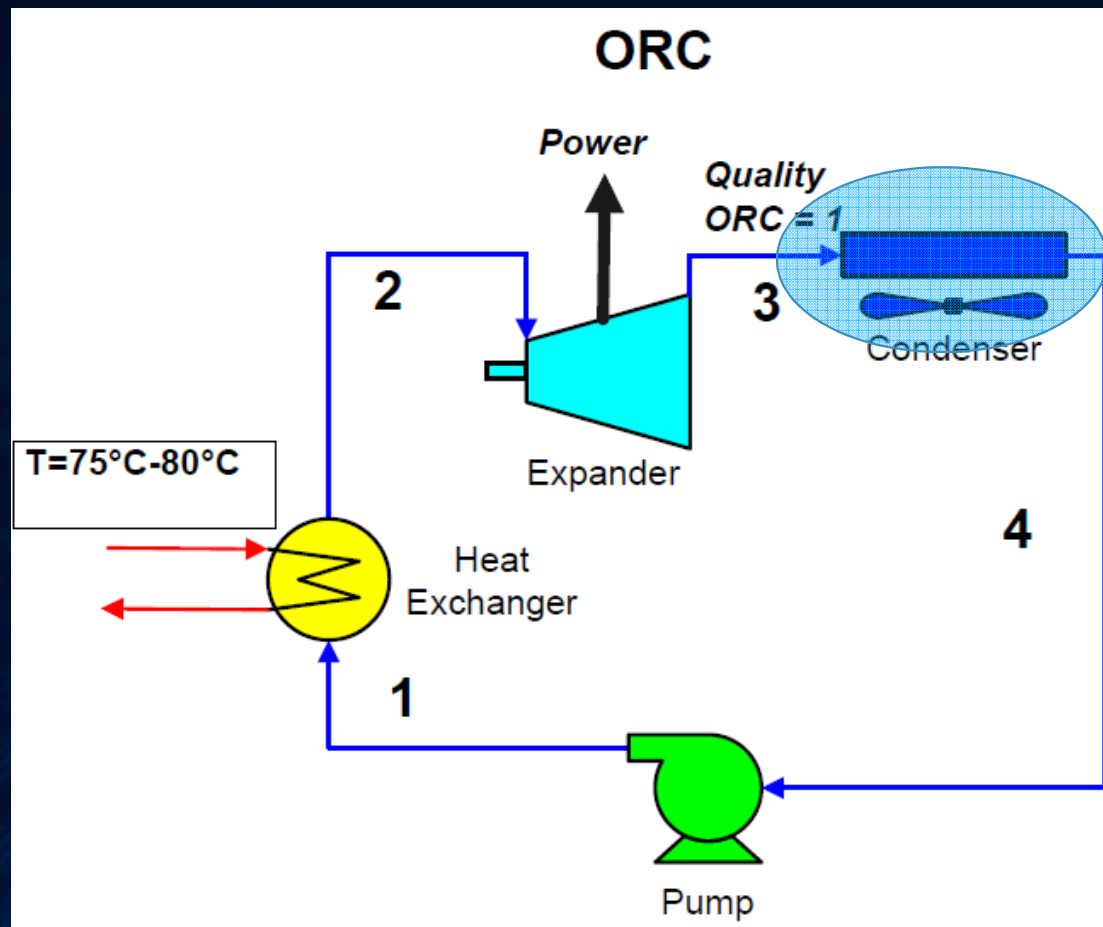 ORC
Power
Quality
ORC = 1
2
3
Condenser
T=75°C-80°C
Expander
4
Heat
Exchanger
1
Pump